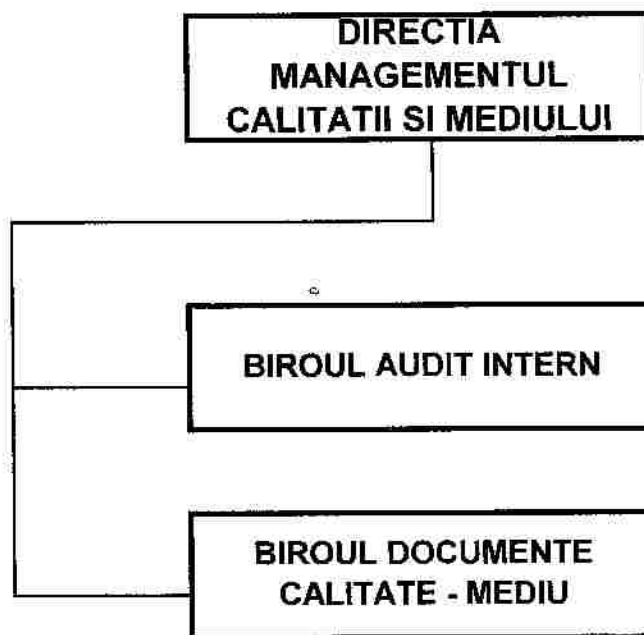 DIRECTIA
MANAGEMENTUL
CALITATII SI MEDIULUI
BIROUL AUDIT INTERN
BIROUL DOCUMENTE
CALITATE - MEDIU